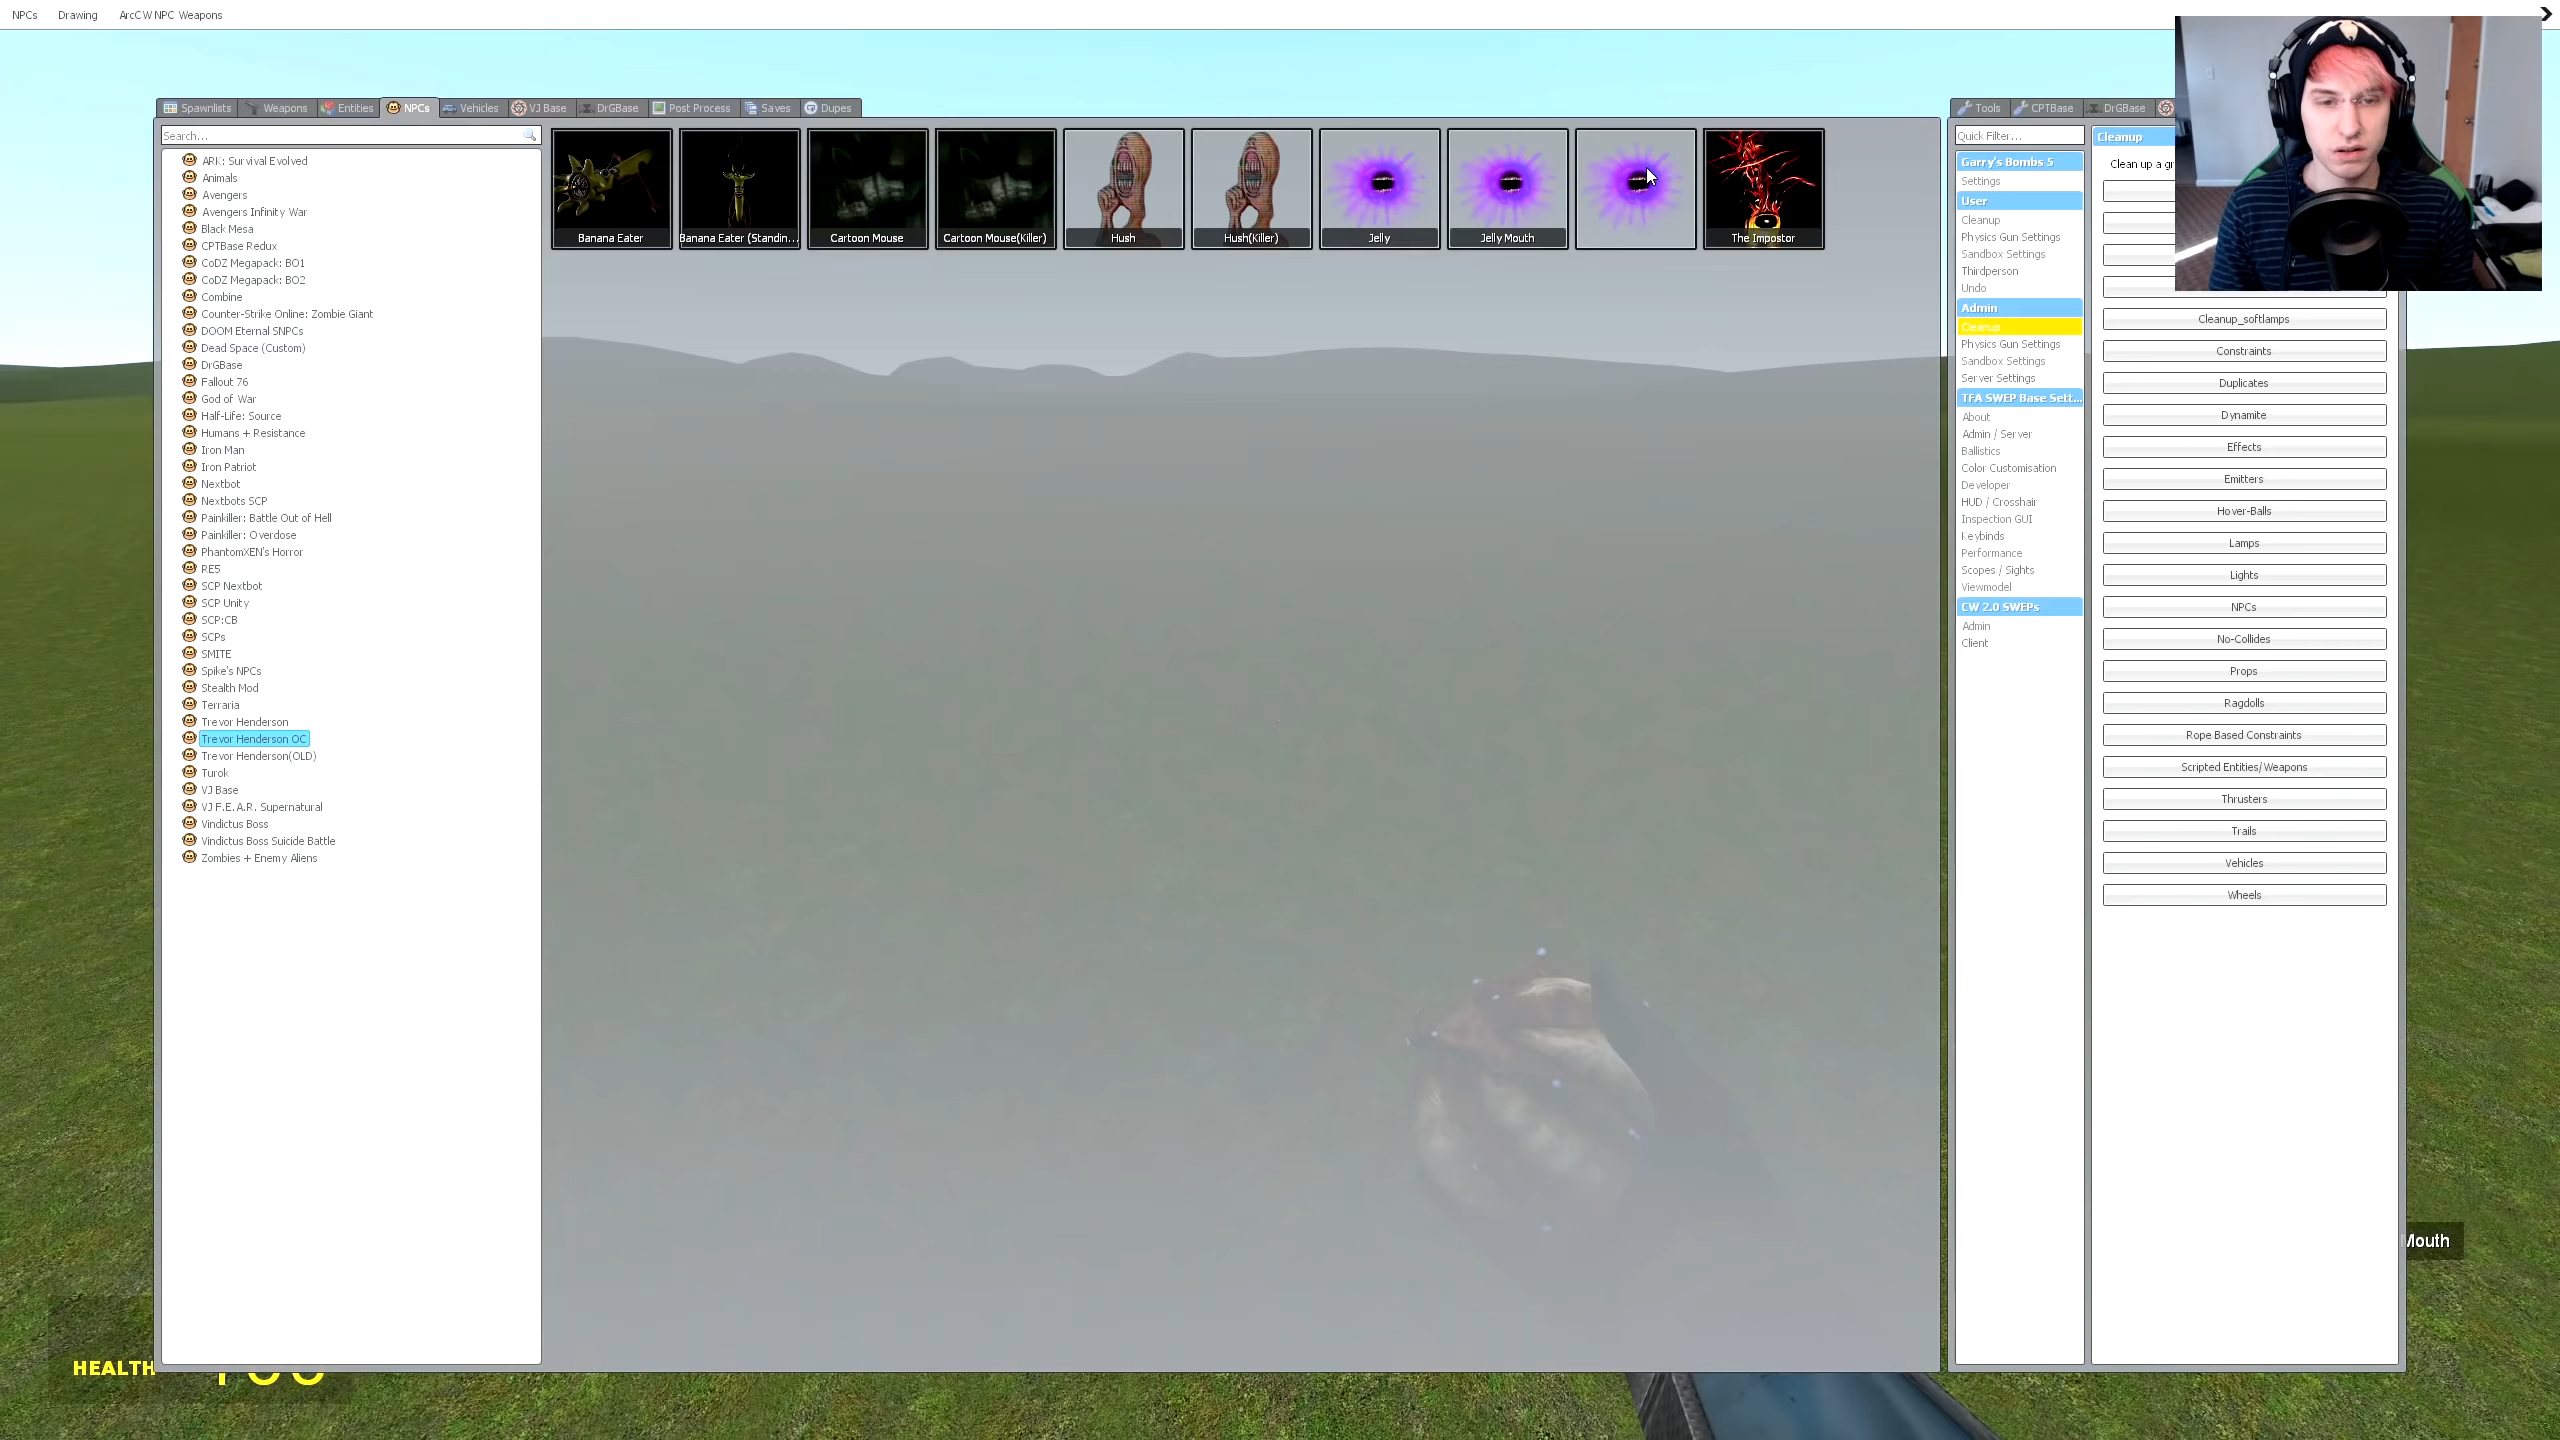 NPCs Drawing ArcCW NPC Weapons
Spawnlists Weapons Entities NPCs Vehicles VJ Base DrGBase Post Process Saves Dupes
Search...
ARK: Survival Evolved
Animals
Avengers
Avengers Infinity War
Black Mesa
CPTBase Redux
CoDZ Megapack: BO1
CoDZ Megapack: BO2
Combine
Counter-Strike Online: Zombie Giant
DOOM Eternal SNPCs
Dead Space (Custom)
DrGBase
Fallout 76
God of War
Half-Life: Source
Humans + Resistance
Iron Man
Iron Patriot
Nextbot
Nextbots SCP
Painkiller: Battle Out of Hell
Painkiller: Overdose
PhantomXEN's Horror
RE5
SCP Nextbot
SCP Unity
SCP:CB
SCPs
SMITE
Spike's NPCs
Stealth Mod
Terraria
Trevor Henderson
Trevor Henderson OC
Trevor Henderson(OLD)
Turok
VJ Base
VJ F.E.A.R. Supernatural
Vindictus Boss
Vindictus Boss Suicide Battle
Zombies + Enemy Aliens
Banana Eater
Banana Eater (Standin...
Cartoon Mouse
Cartoon Mouse(Killer)
Hush
Hush(Killer)
Jelly
Jelly Mouth
The Impostor
Tools CPTBase DrGBase
Quick Filter...
Garry's Bombs 5
Settings
User
Cleanup
Physics Gun Settings
Sandbox Settings
Thirdperson
Undo
Admin
Cleanup
Physics Gun Settings
Sandbox Settings
Server Settings
TFA SWEP Base Sett...
About
Admin / Server
Ballistics
Color Customisation
Developer
HUD / Crosshair
Inspection GUI
Keybinds
Performance
Scopes / Sights
Viewmodel
CW 2.0 SWEPs
Admin
Client
Cleanup
Clean up a gr
Cleanup_softlamps
Constraints
Duplicates
Dynamite
Effects
Emitters
Hover-Balls
Lamps
Lights
NPCs
No-Collides
Props
Ragdolls
Rope Based Constraints
Scripted Entities/Weapons
Thrusters
Trails
Vehicles
Wheels
Mouth
HEALTH